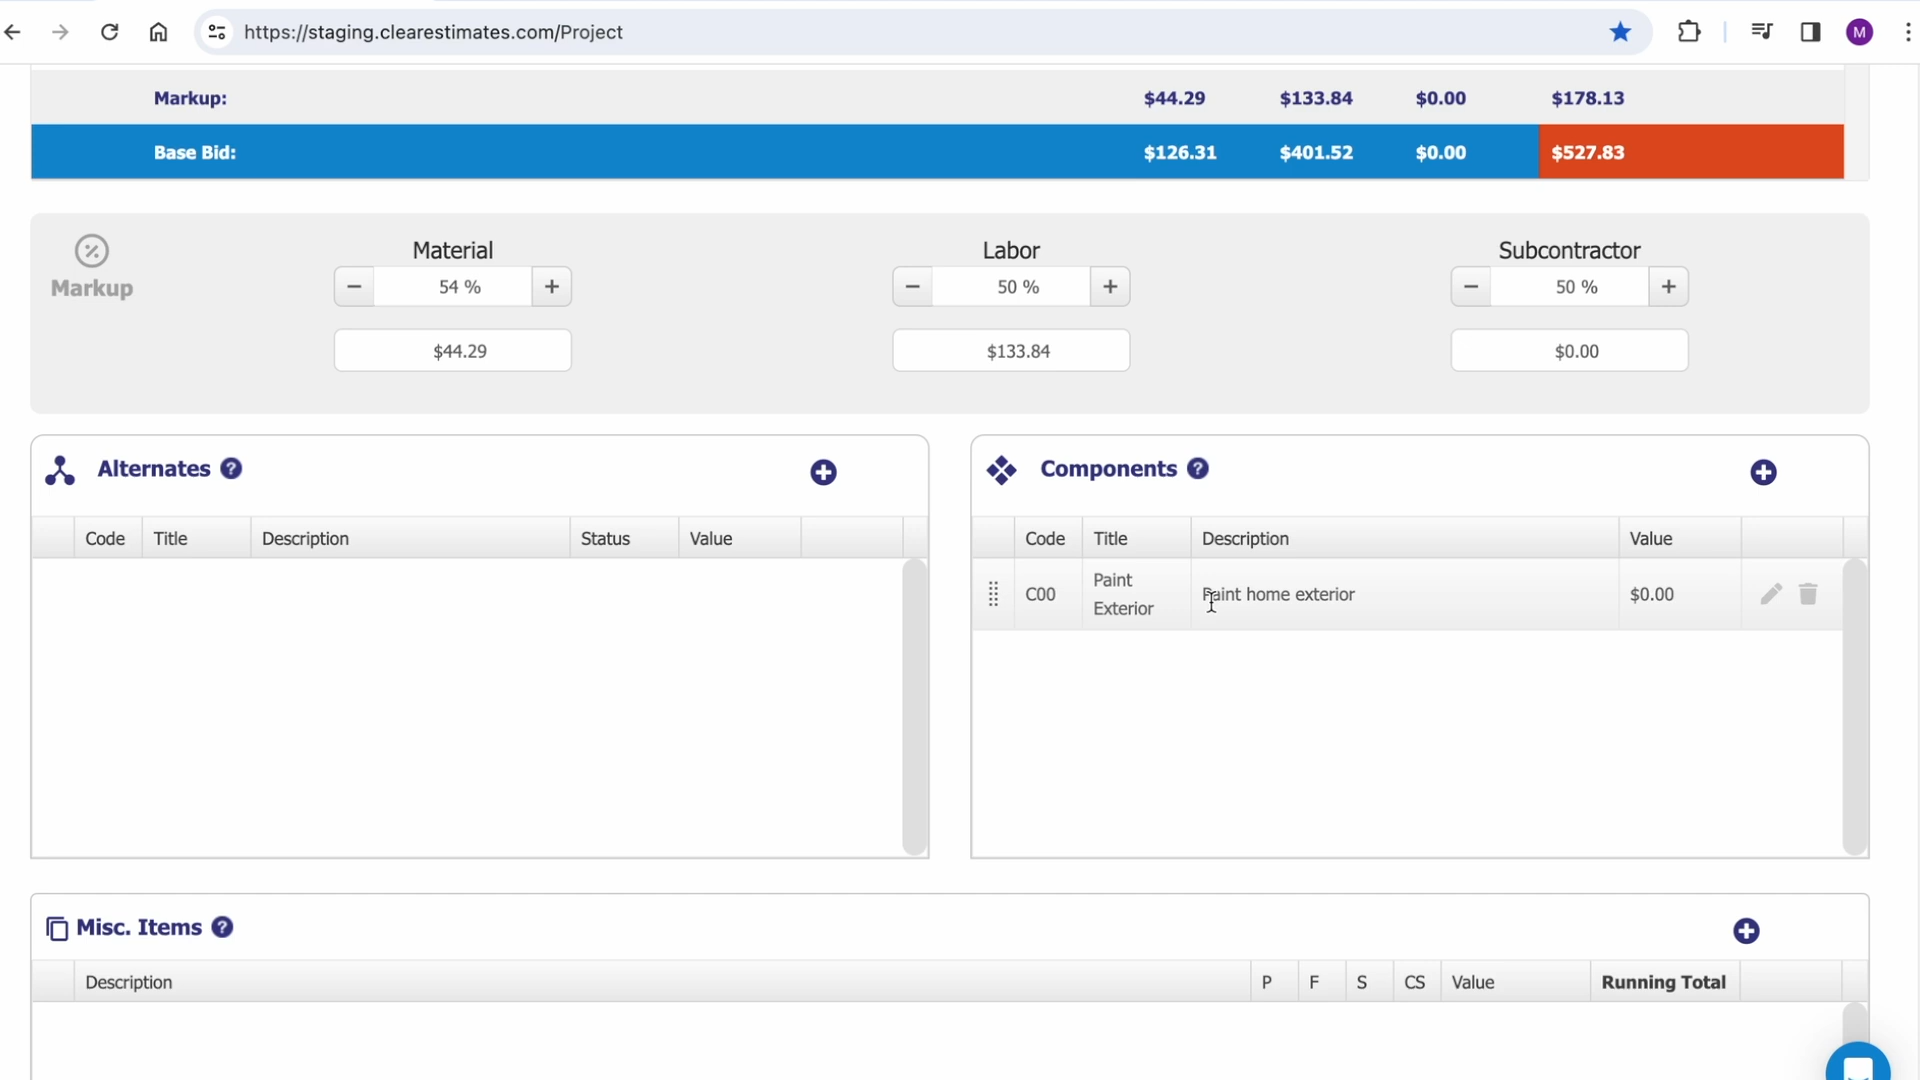 https://staging.clearestimates.com/Project
M
Markup: $44.29 $133.84 $0.00 $178.13
Base Bid: $126.31 $401.52 $0.00 $527.83
Markup
Material Labor Subcontractor
− 54 % + − 50 % + − 50 % +
$44.29 $133.84 $0.00
Alternates ?
Code Title Description Status Value
Components ?
Code Title Description Value
C00 Paint Exterior Paint home exterior $0.00
Misc. Items ?
Description P F S CS Value Running Total